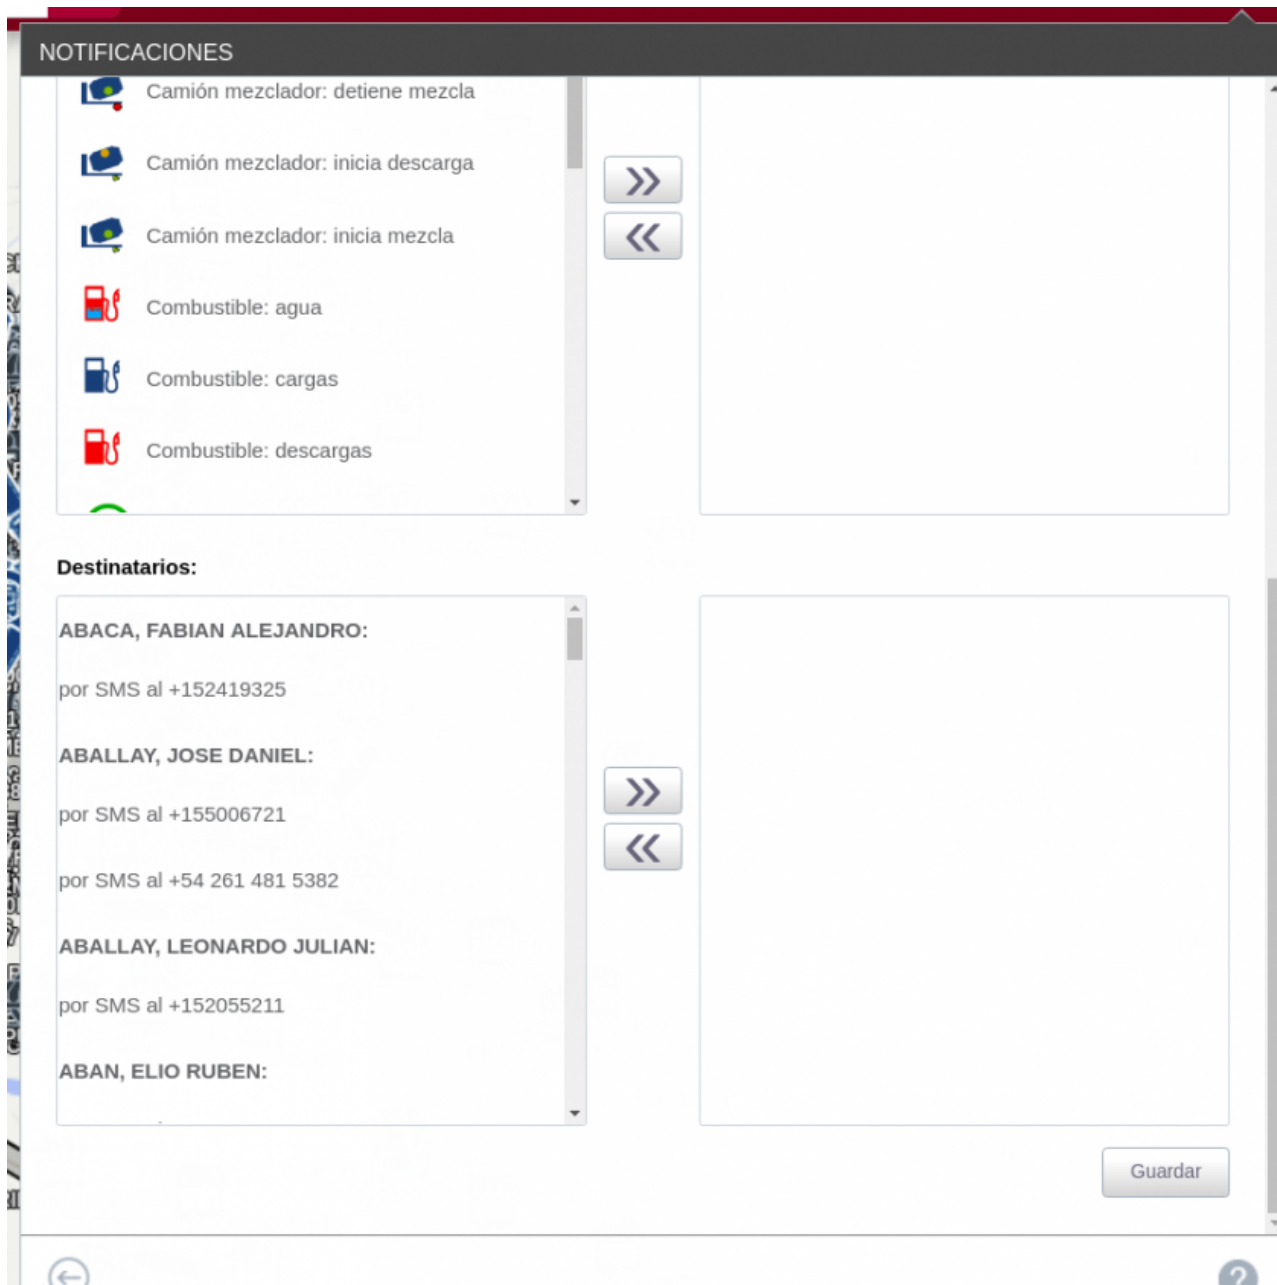 NOTIFICACIONES
Camión mezclador: detiene mezcla
Camión mezclador: inicia descarga
Camión mezclador: inicia mezcla
Combustible: agua
Combustible: cargas
Combustible: descargas
Destinatarios:
ABACA, FABIAN ALEJANDRO:
por SMS al +152419325
ABALLAY, JOSE DANIEL:
por SMS al +155006721
por SMS al +54 261 481 5382
ABALLAY, LEONARDO JULIAN:
por SMS al +152055211
ABAN, ELIO RUBEN:
Guardar
?